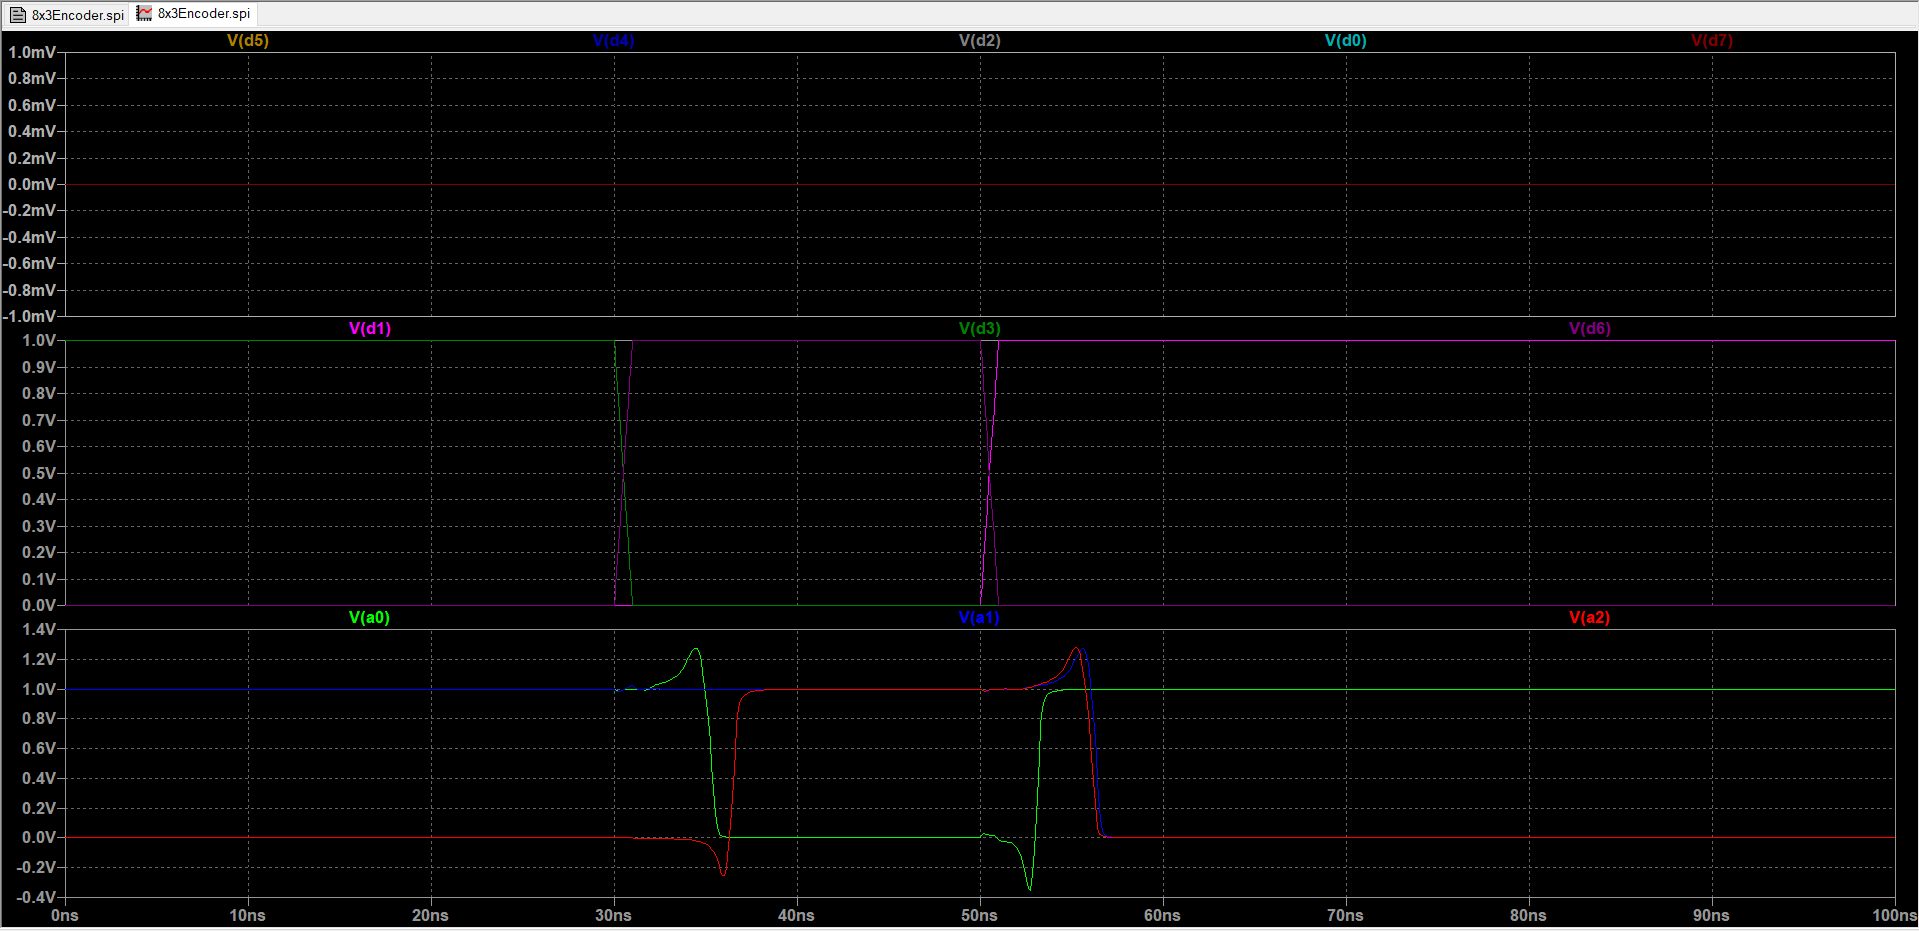 8x3Encoder.spi 8x3Encoder.spi
V(d5) V(d4) V(d2) V(d0) V(d7)
1.0mV
0.8mV
0.6mV
0.4mV
0.2mV
0.0mV
-0.2mV
-0.4mV
-0.6mV
-0.8mV
-1.0mV
V(d1) V(d3) V(d6)
1.0V
0.9V
0.8V
0.7V
0.6V
0.5V
0.4V
0.3V
0.2V
0.1V
0.0V
V(a0) V(a1) V(a2)
1.4V
1.2V
1.0V
0.8V
0.6V
0.4V
0.2V
0.0V
-0.2V
-0.4V
0ns 10ns 20ns 30ns 40ns 50ns 60ns 70ns 80ns 90ns 100ns